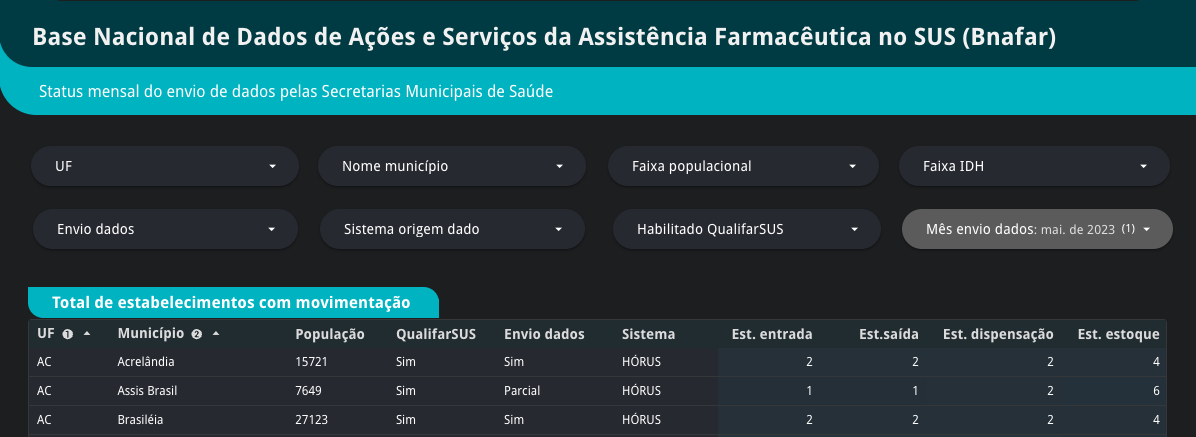 Base Nacional de Dados de Ações e Serviços da Assistência Farmacêutica no SUS (Bnafar)
Status mensal do envio de dados pelas Secretarias Municipais de Saúde
UF Nome município Faixa populacional Faixa IDH
Envio dados Sistema origem dado Habilitado QualifarSUS Mês envio dados: mai. de 2023 (1)
Total de estabelecimentos com movimentação
UF 1 Município 2 População QualifarSUS Envio dados Sistema Est. entrada Est.saída Est. dispensação Est. estoque
AC Acrelândia 15721 Sim Sim HÓRUS 2 2 2 4
AC Assis Brasil 7649 Sim Parcial HÓRUS 1 1 2 6
AC Brasiléia 27123 Sim Sim HÓRUS 2 2 2 4